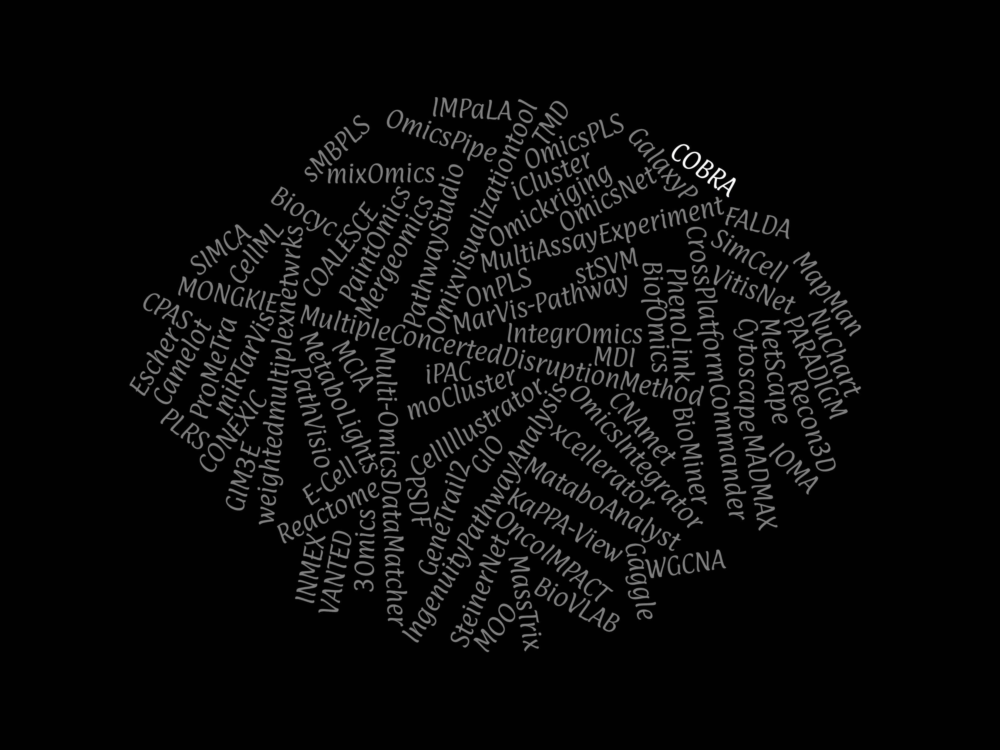 IMPaLA
OmicsPipe
sMBPLS
mixOmics
Omixvisualizationtool
TMD
OmicsPLS
iCluster
Galaxyp
COBRA
Biocyc
COALESCE
PaintOmics
Mergeomics
PathwayStudio
Omickriging
OmicsNet
MultiAssayExperiment
FALDA
SIMCA
CellML
weightedmultiplexnetwrks
MONGKIE
CPAS
stSVM
OnPLS
MarVis-Pathway
SimCell
VitisNet
MapMan
NuChart
PARADIGM
CrossPlatformCommander
PhenoLink
BiofOmics
Escher
Camelot
ProMeTra
miRTarVis
MultipleConcertedDisruptionMethod
IntegrOmics
MDI
iPAC
moCluster
MCIA
MetaboLights
PathVisio
Multi-OmicsDataMatcher
Cytoscape
Netscape
Recon3D
PLRS
CONEXIC
GIM3E
CellIllustrator
OmicsIntegrator
CNAmet
BioMiner
MADMAX
IOMA
E-Cell
Reactome
xCellerator
GIO
IngenuityPathwayAnalysis
MataboAnalyst
KaPPA-View
OncoIMPACT
GeneTrail2
INMEX
VANTED
3Omics
SteinerNet
MOO
MassTrix
BioVLAB
Gaggle
WGCNA